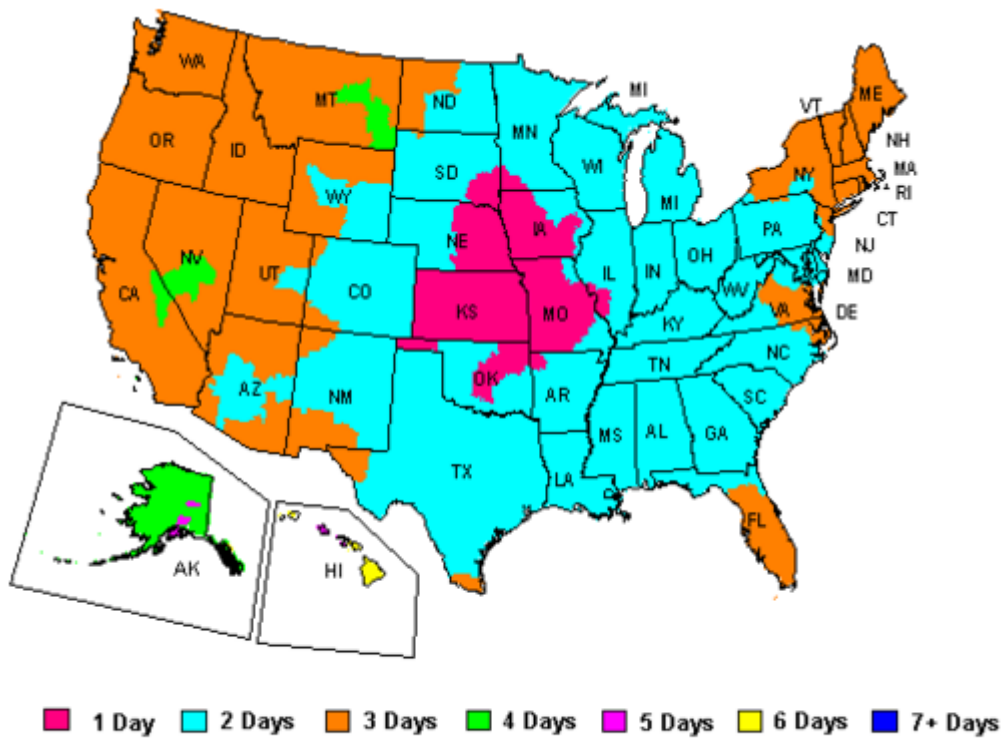 WA
MT
ND
MN
MI
VT
ME
OR
ID
SD
WI
NH
WY
MI
NY
MA
RI
CT
NE
IA
PA
NJ
NV
UT
CO
IL
IN
OH
MD
CA
KS
MO
WV
VA
DE
KY
AZ
NM
OK
AR
TN
NC
SC
MS
AL
GA
TX
LA
FL
AK
HI
1 Day 2 Days 3 Days 4 Days 5 Days 6 Days 7+ Days